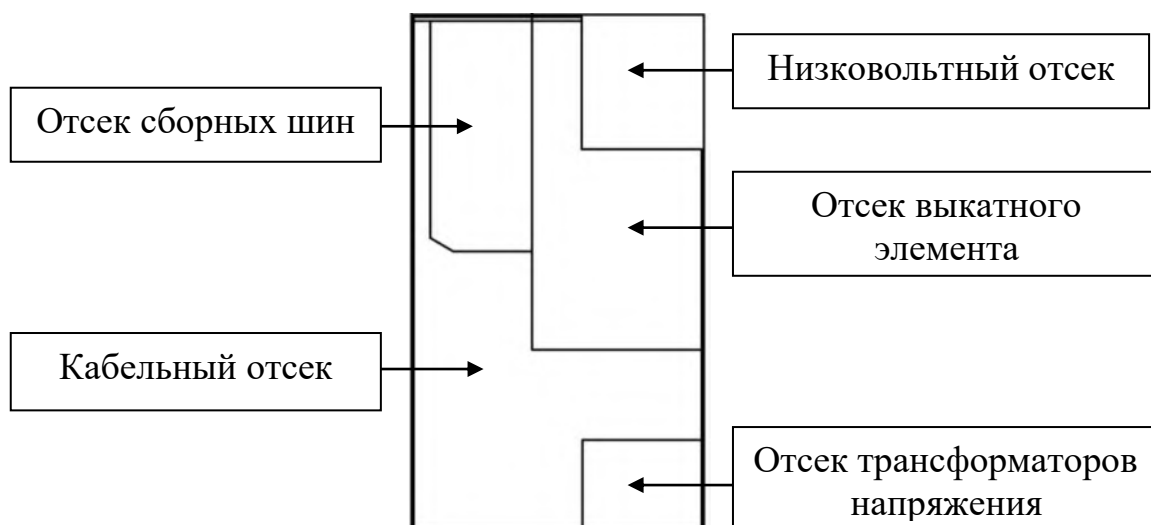 Низковольтный отсек
Отсек сборных шин
Отсек выкатного
элемента
Кабельный отсек
Отсек трансформаторов
напряжения